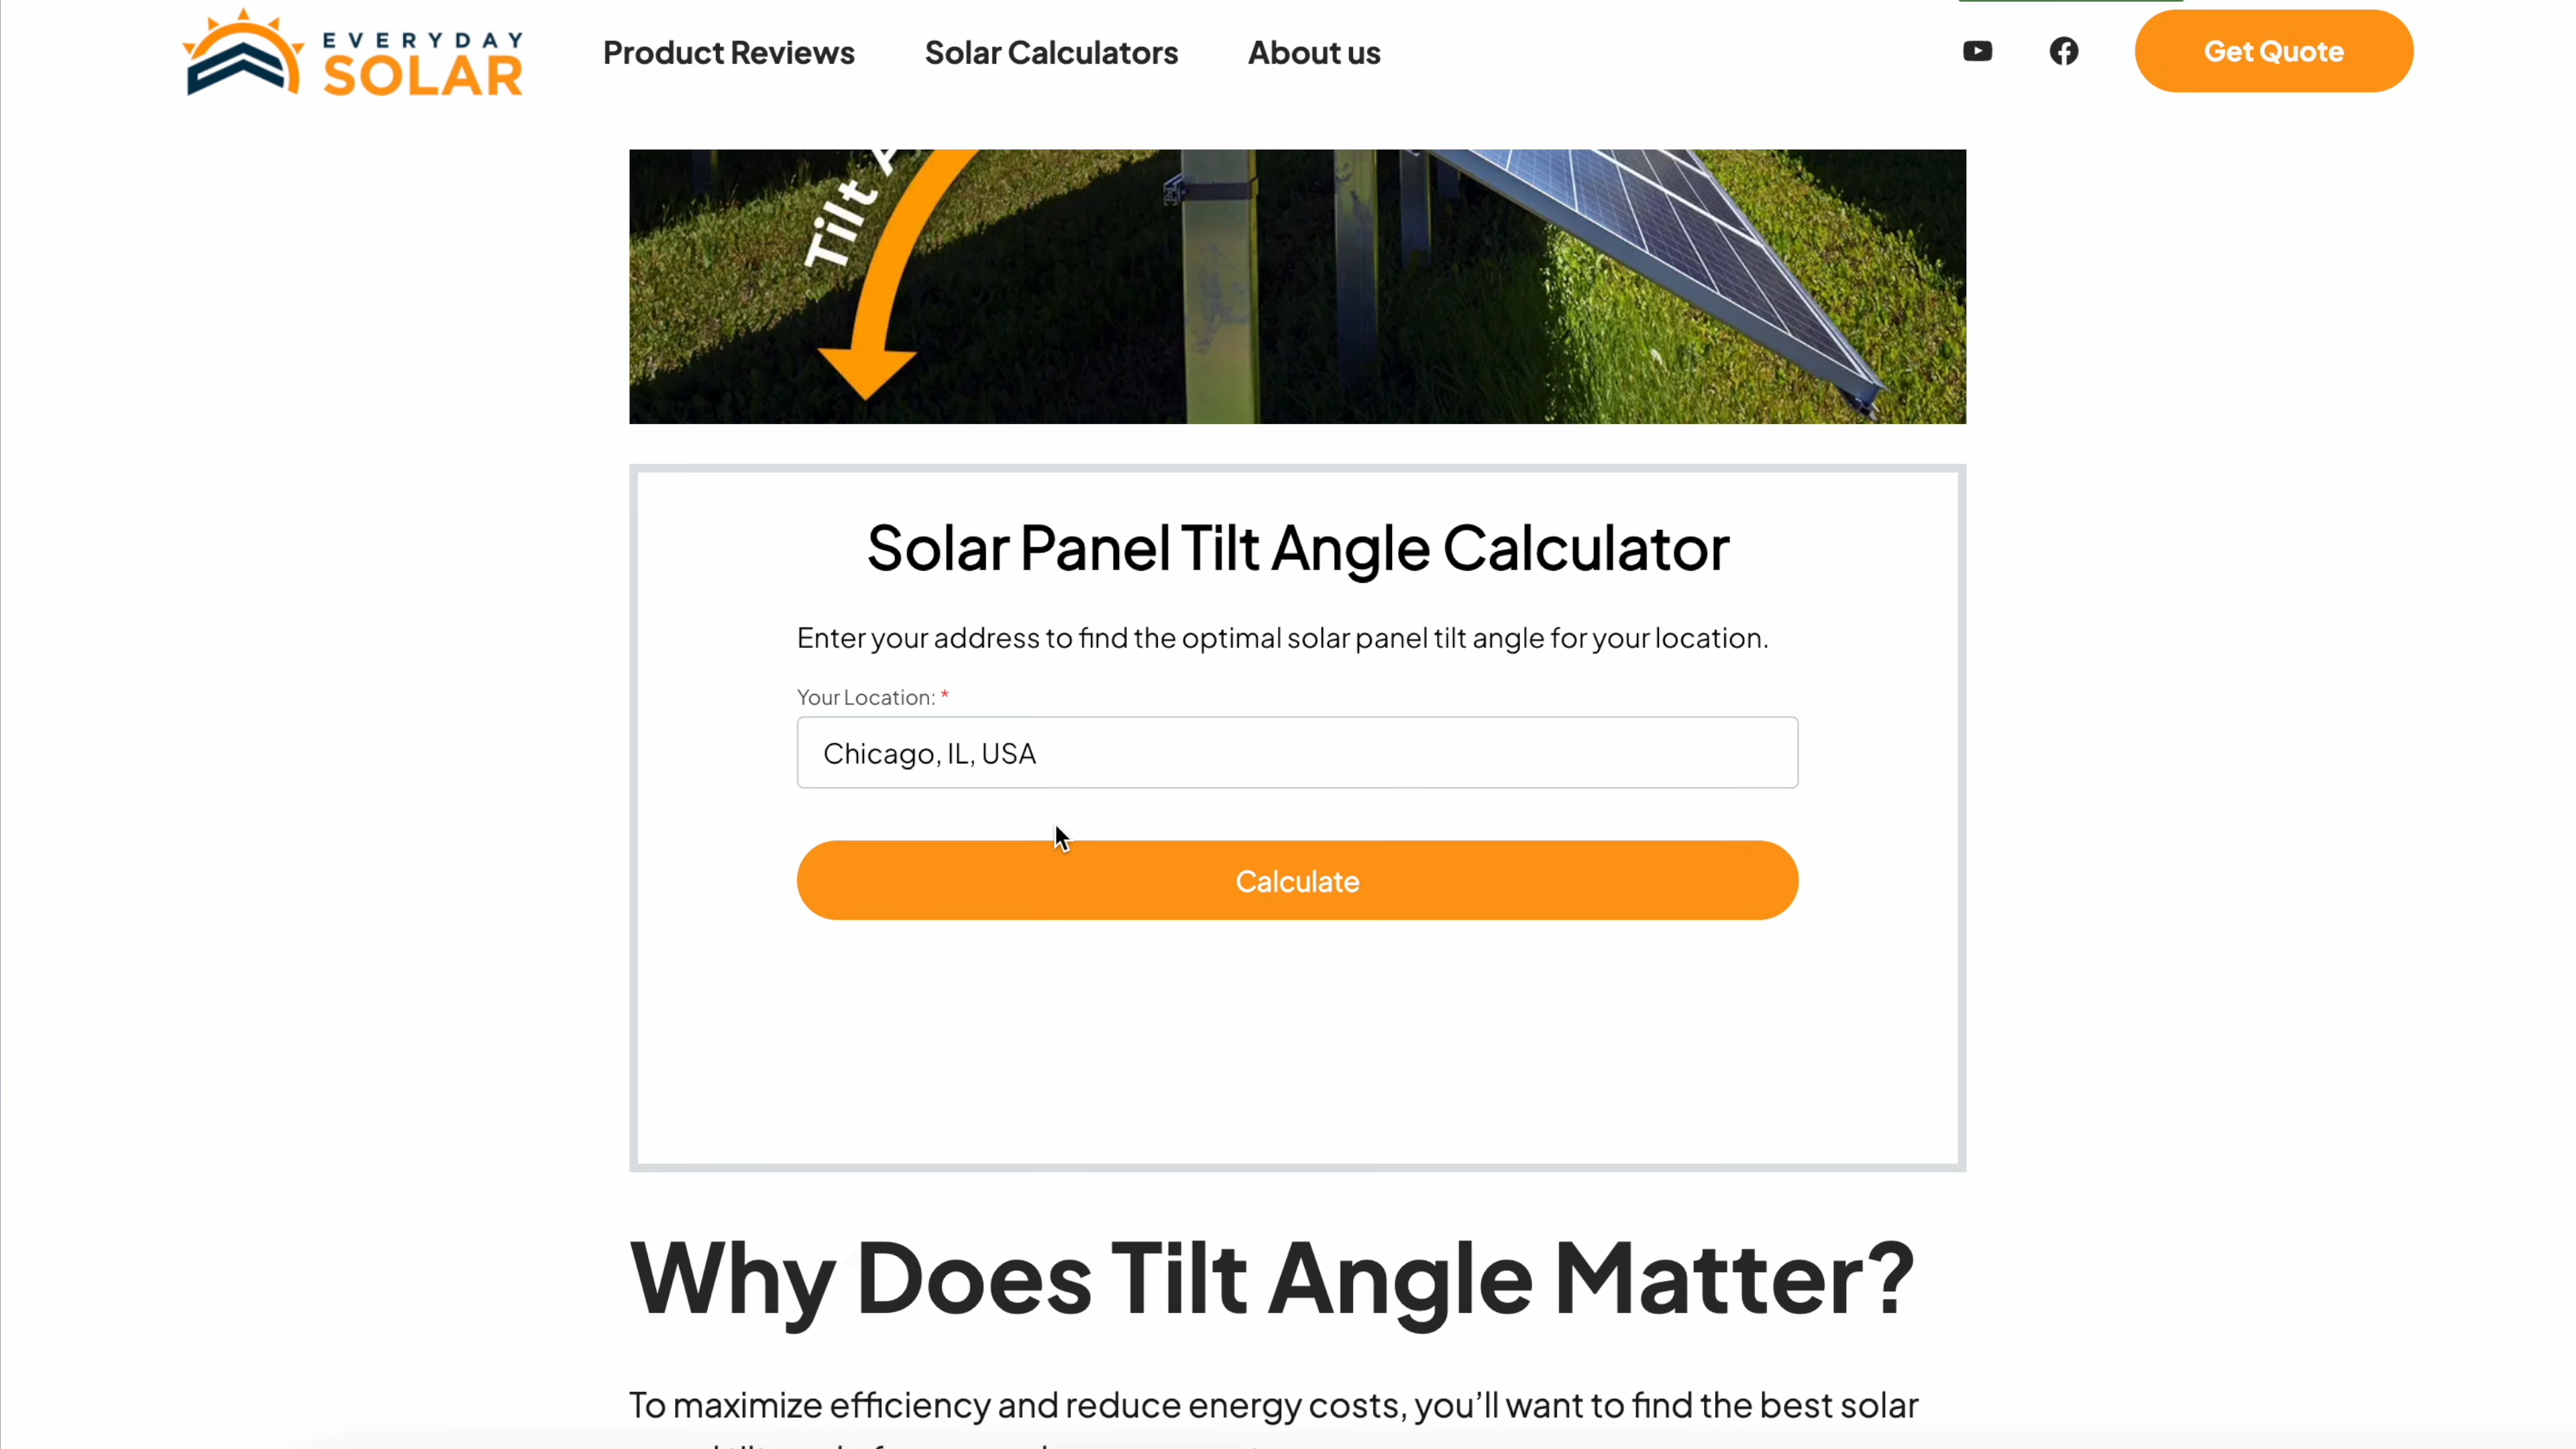 EVERYDAY
SOLAR
Product Reviews
Solar Calculators
About us
Get Quote
Tilt
Solar Panel Tilt Angle Calculator
Enter your address to find the optimal solar panel tilt angle for your location.
Your Location: *
Chicago, IL, USA
Calculate
Why Does Tilt Angle Matter?
To maximize efficiency and reduce energy costs, you’ll want to find the best solar